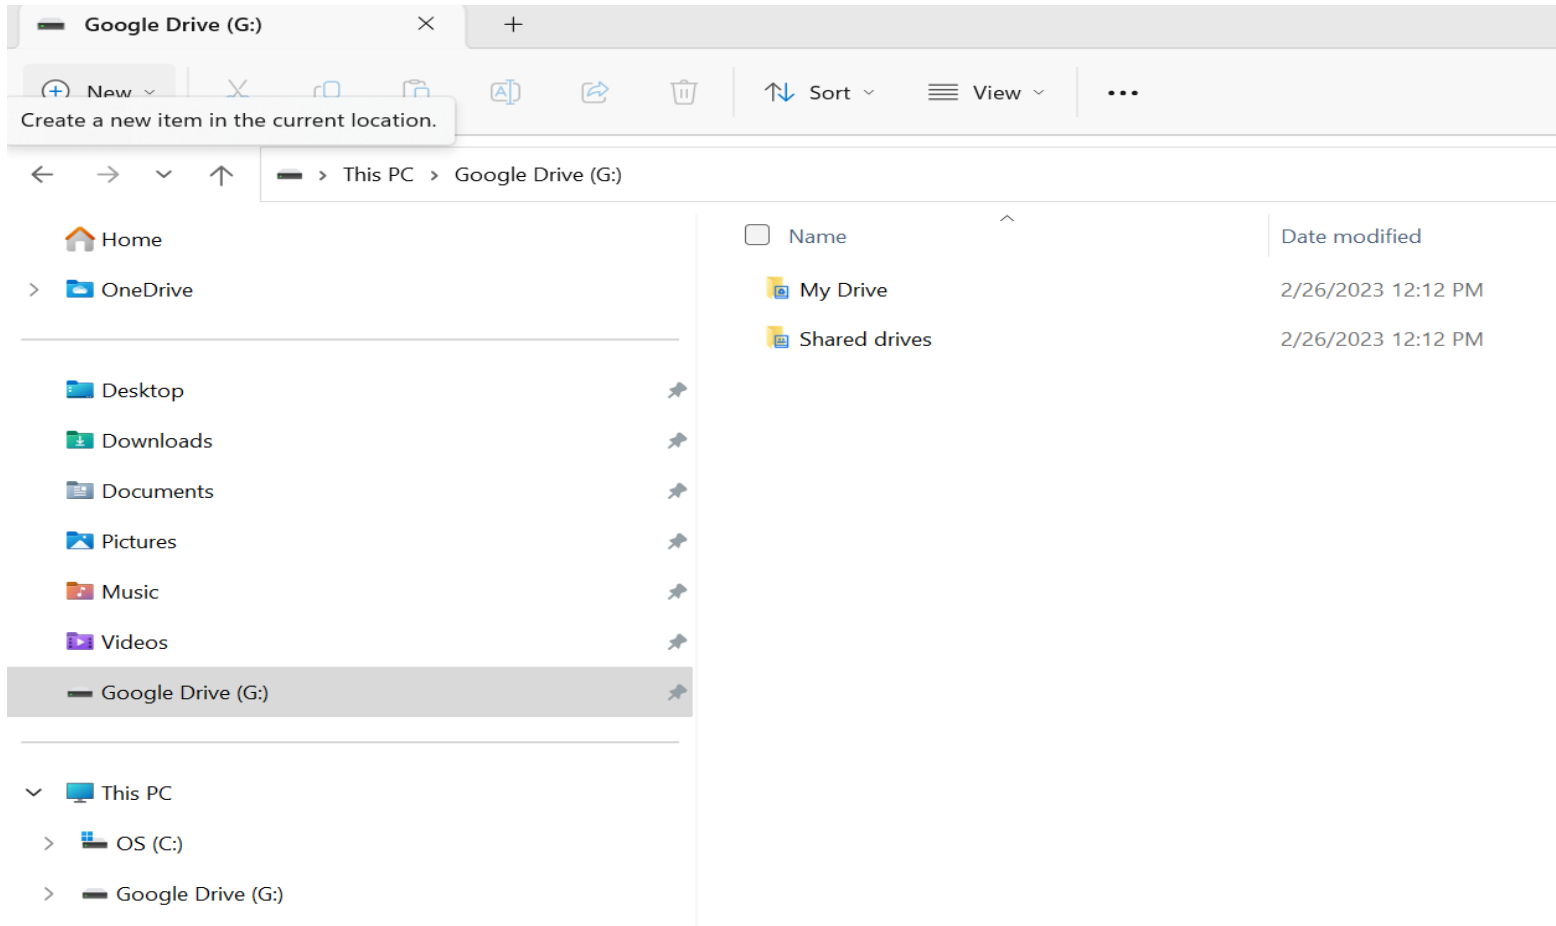 Google Drive (G:)
New
Sort
View
Create a new item in the current location.
This PC > Google Drive (G:)
Home
OneDrive
Desktop
Downloads
Documents
Pictures
Music
Videos
Google Drive (G:)
This PC
OS (C:)
Google Drive (G:)
Name Date modified
My Drive 2/26/2023 12:12 PM
Shared drives 2/26/2023 12:12 PM